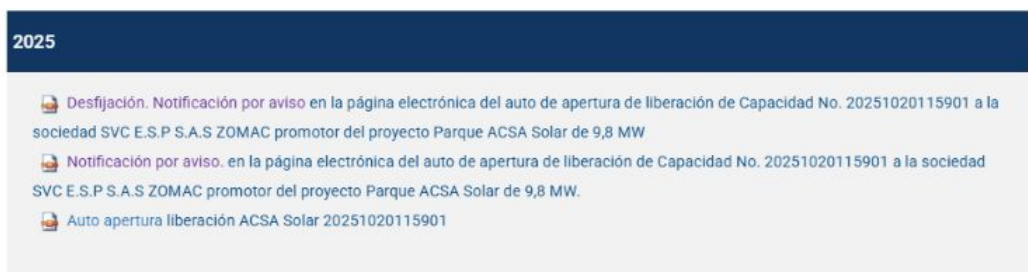 2025
Desfijación. Notificación por aviso en la página electrónica del auto de apertura de liberación de Capacidad No. 20251020115901 a la
sociedad SVC E.S.P S.A.S ZOMAC promotor del proyecto Parque ACSA Solar de 9,8 MW
Notificación por aviso. en la página electrónica del auto de apertura de liberación de Capacidad No. 20251020115901 a la sociedad
SVC E.S.P S.A.S ZOMAC promotor del proyecto Parque ACSA Solar de 9,8 MW.
Auto apertura liberación ACSA Solar 20251020115901